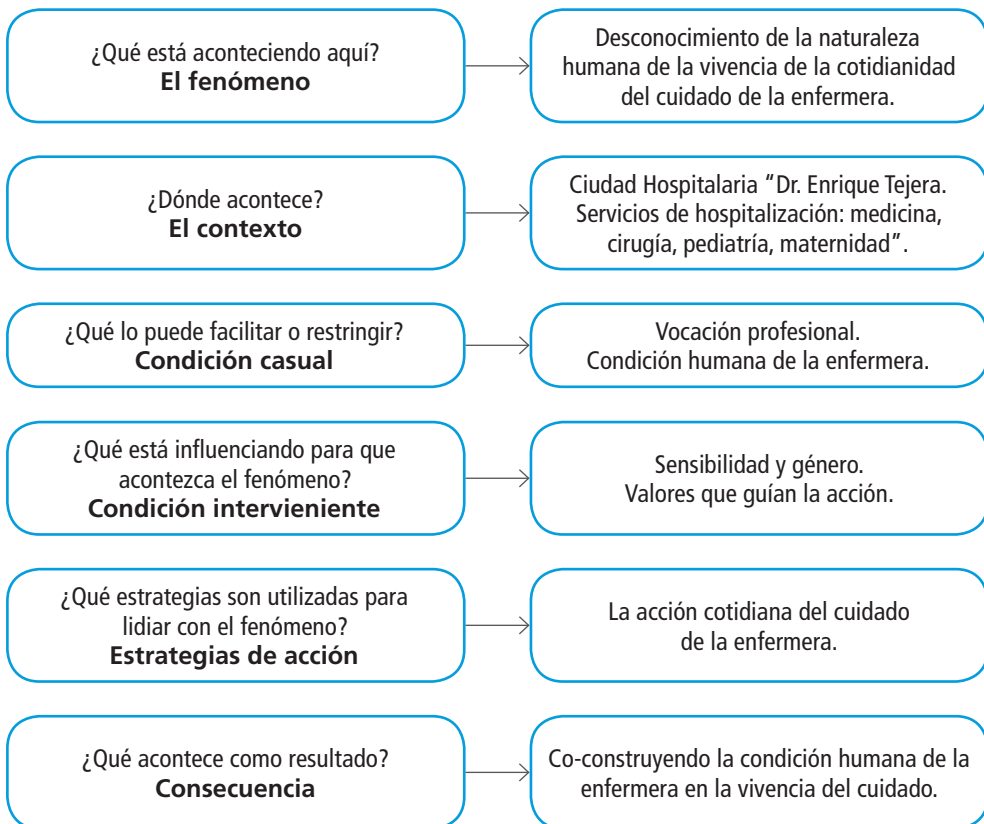 ¿Qué está aconteciendo aquí?
El fenómeno
Desconocimiento de la naturaleza
humana de la vivencia de la cotidianidad
del cuidado de la enfermera.
¿Dónde acontece?
El contexto
Ciudad Hospitalaria "Dr. Enrique Tejera.
Servicios de hospitalización: medicina,
cirugía, pediatría, maternidad".
¿Qué lo puede facilitar o restringir?
Condición casual
Vocación profesional.
Condición humana de la enfermera.
¿Qué está influenciando para que
acontezca el fenómeno?
Condición intervieniente
Sensibilidad y género.
Valores que guían la acción.
¿Qué estrategias son utilizadas para
lidiar con el fenómeno?
Estrategias de acción
La acción cotidiana del cuidado
de la enfermera.
¿Qué acontece como resultado?
Consecuencia
Co-construyendo la condición humana de la
enfermera en la vivencia del cuidado.